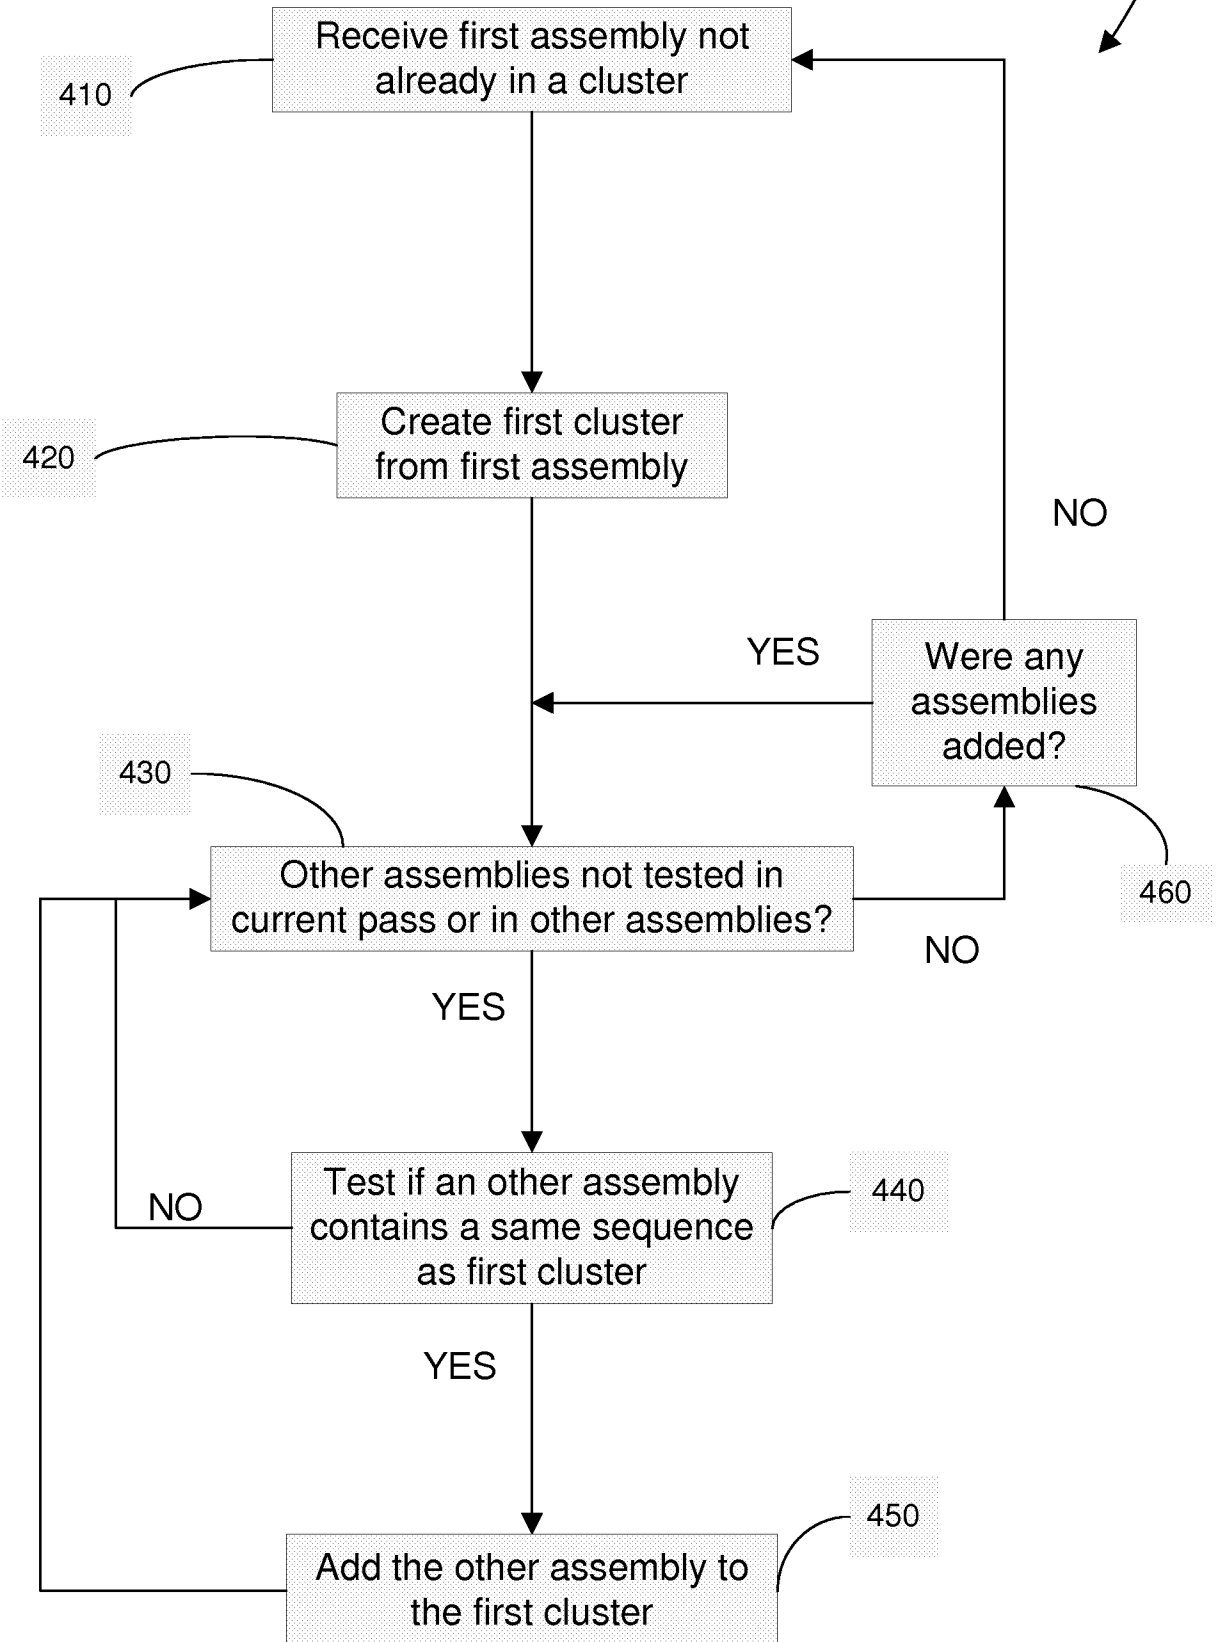 Receive first assembly not
already in a cluster
410
Create first cluster
from first assembly
420
NO
YES
Were any
assemblies
added?
430
Other assemblies not tested in
current pass or in other assemblies?
460
NO
YES
Test if an other assembly
contains a same sequence
as first cluster
440
NO
YES
450
Add the other assembly to
the first cluster